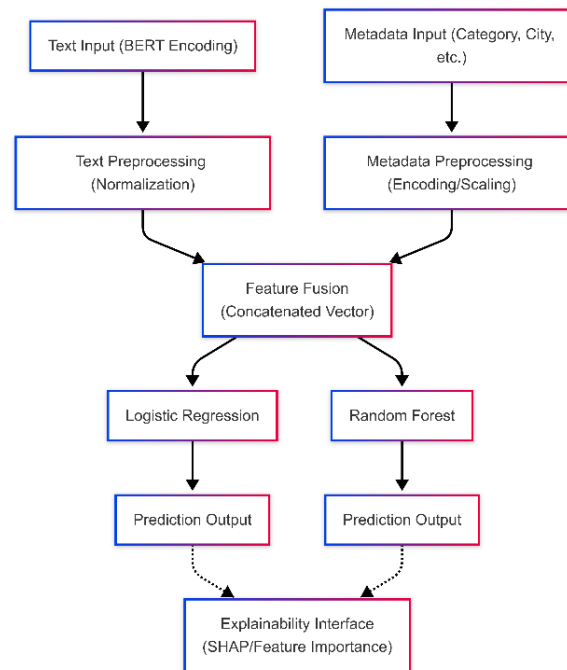 Text Input (BERT Encoding)
Metadata Input (Category, City,
etc.)
Text Preprocessing
(Normalization)
Metadata Preprocessing
(Encoding/Scaling)
Feature Fusion
(Concatenated Vector)
Logistic Regression
Random Forest
Prediction Output
Prediction Output
Explainability Interface
(SHAP/Feature Importance)